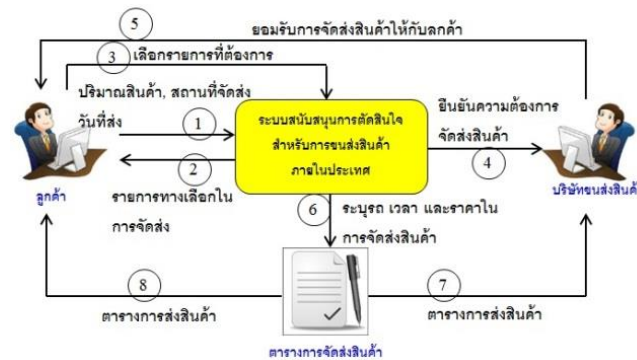 5
ยอมรับการจัดส่งสินค้าให้กับลูกค้า
3
เลือกรายการที่ต้องการ
ปริมาณสินค้า, สถานที่จัดส่ง
วันที่ส่ง
1
ระบบสนับสนุนการตัดสินใจ
สำหรับการขนส่งสินค้า
ภายในประเทศ
ยืนยันความต้องการ
จัดส่งสินค้า
2
4
ลูกค้า
บริษัทขนส่งสินค้
รายการทางเลือกใน
การจัดส่ง
6
ระบุรถ เวลา และราคาใน
การจัดส่งสินค้า
8
7
ตารางการส่งสินค้า
ตารางการส่งสินค้า
ตารางการจัดส่งสินค้า